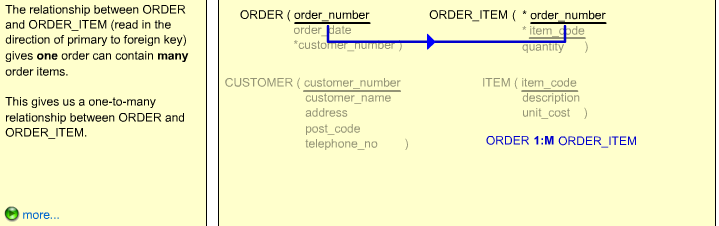 The relationship between ORDER
and ORDER_ITEM (read in the
direction of primary to foreign key)
gives one order can contain many
order items.
This gives us a one-to-many
relationship between ORDER and
ORDER_ITEM.
more...
ORDER ( order_number
order_date
*customer_number )
ORDER_ITEM ( * order_number
* item_code
quantity )
CUSTOMER ( customer_number
customer_name
address
post_code
telephone_no )
ITEM ( item_code
description
unit_cost )
ORDER 1:M ORDER_ITEM